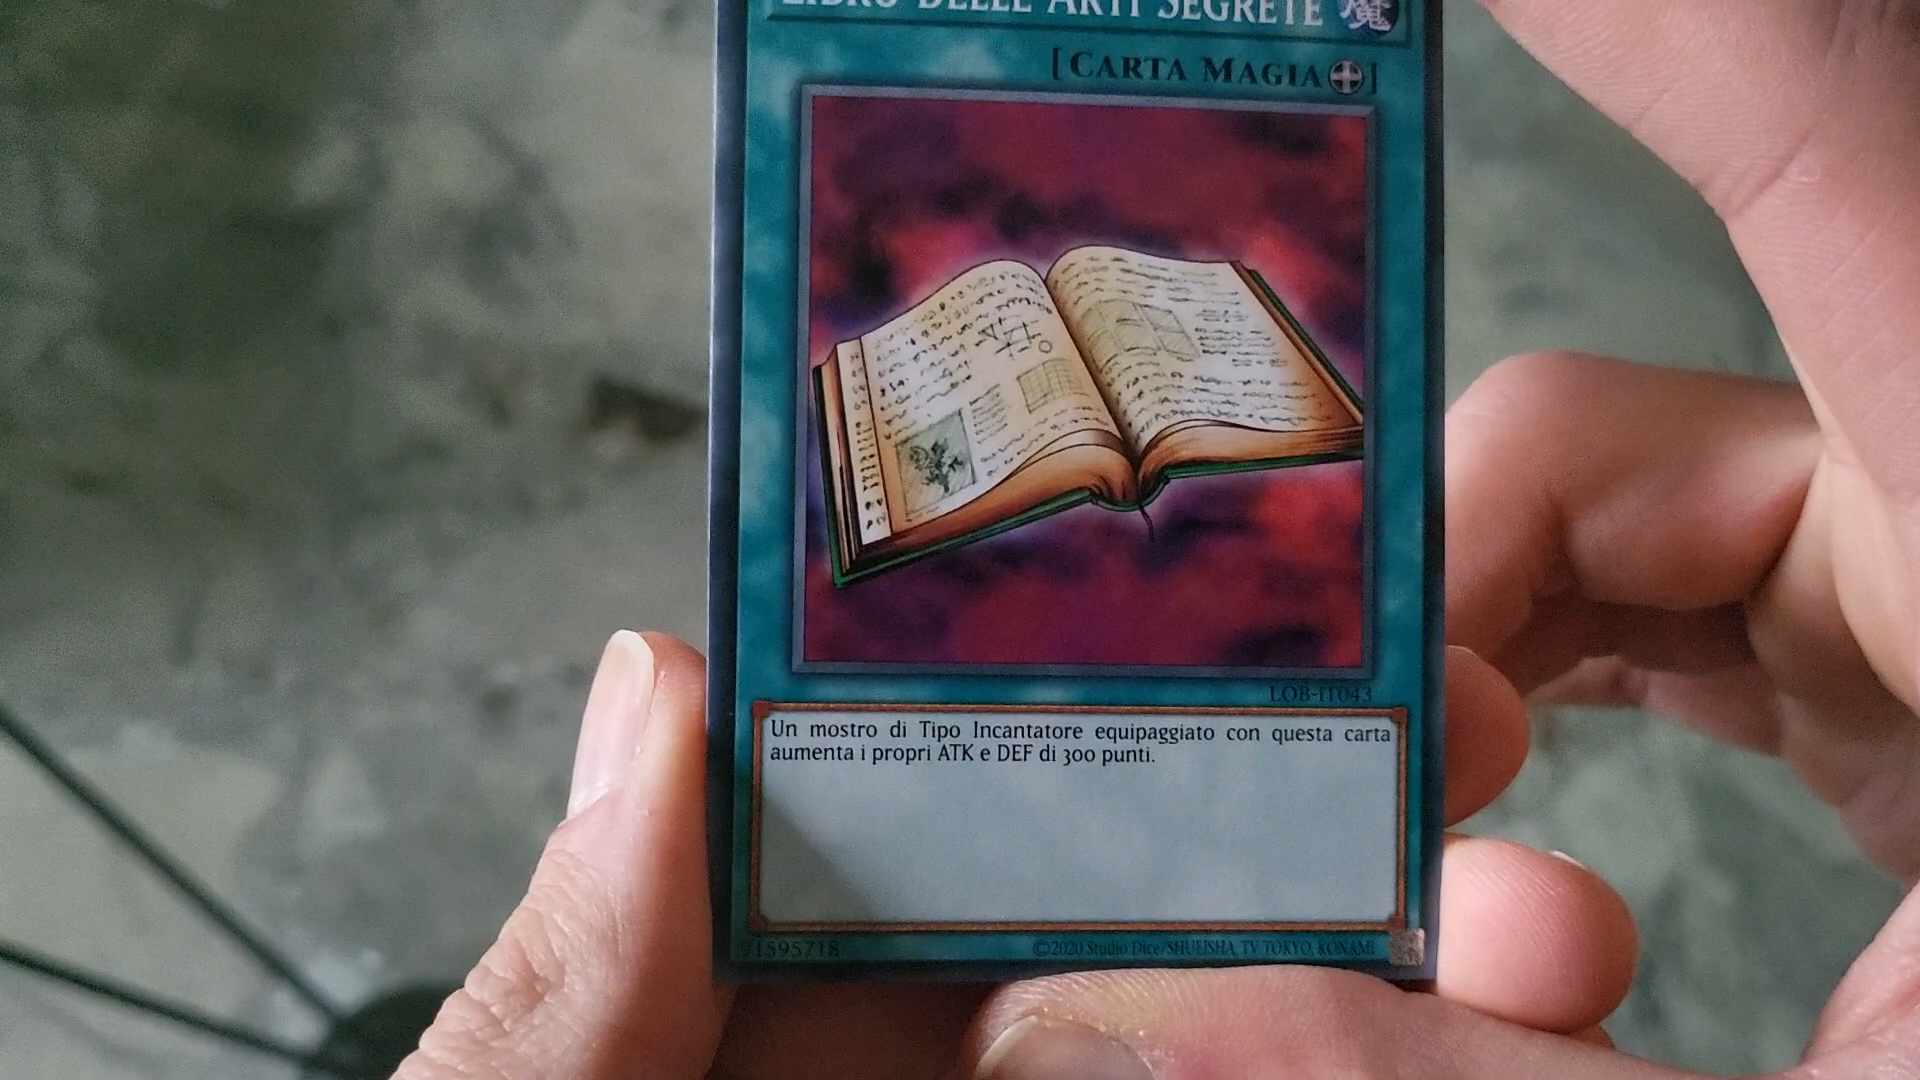 LIBRO DELLE ARTI SEGRETE 魔
[CARTA MAGIA]
LOB-IT043
Un mostro di Tipo Incantatore equipaggiato con questa carta
aumenta i propri ATK e DEF di 300 punti.
91595718 ©2020 Studio Dice/SHUEISHA, TV TOKYO, KONAMI